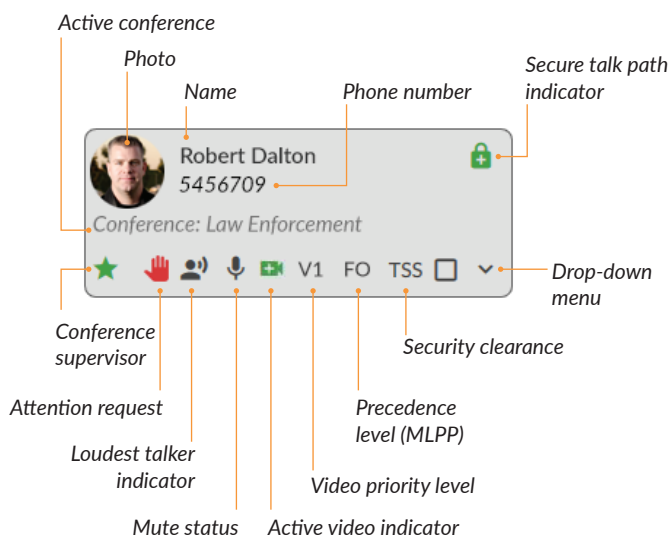 Active conference
Photo
Name
Phone number
Secure talk path
indicator
Robert Dalton
5456709
Conference: Law Enforcement
V1 FO TSS
Drop-down
menu
Conference
supervisor
Security clearance
Attention request
Precedence
level (MLPP)
Loudest talker
indicator
Video priority level
Mute status
Active video indicator